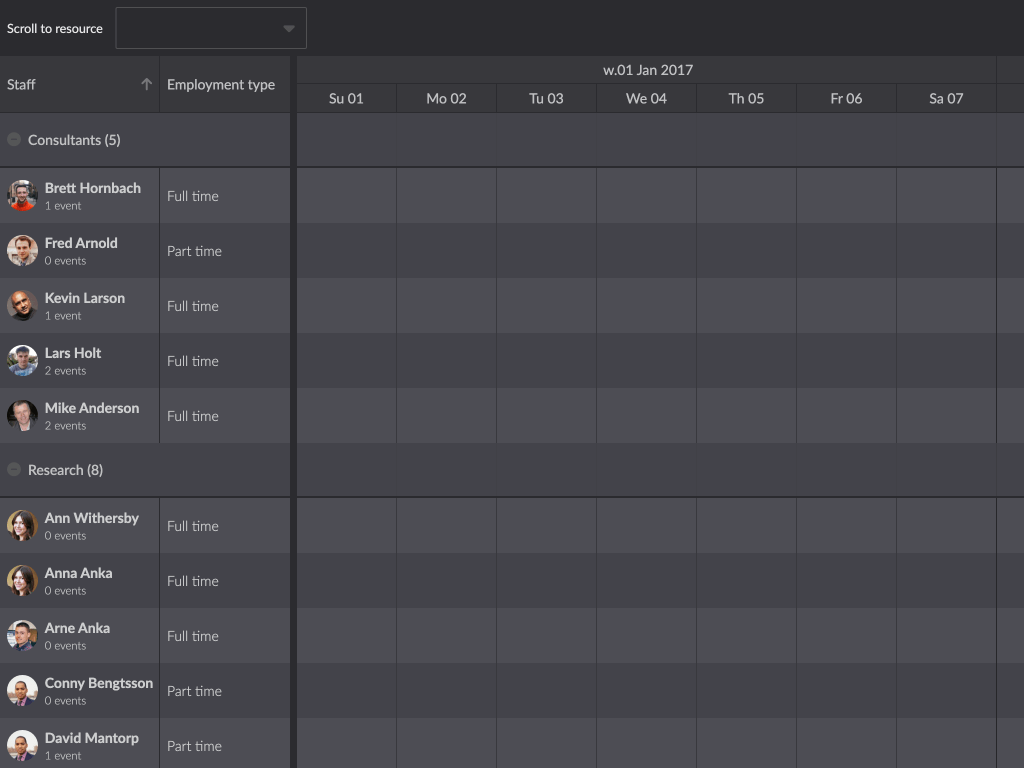 Scroll to resource
Staff
Employment type
w.01 Jan 2017
Su 01
Mo 02
Tu 03
We 04
Th 05
Fr 06
Sa 07
Consultants (5)
Brett Hornbach
1 event
Full time
Fred Arnold
0 events
Part time
Kevin Larson
1 event
Full time
Lars Holt
2 events
Full time
Mike Anderson
2 events
Full time
Research (8)
Ann Withersby
0 events
Full time
Anna Anka
0 events
Full time
Arne Anka
0 events
Full time
Conny Bengtsson
0 events
Part time
David Mantorp
1 event
Part time